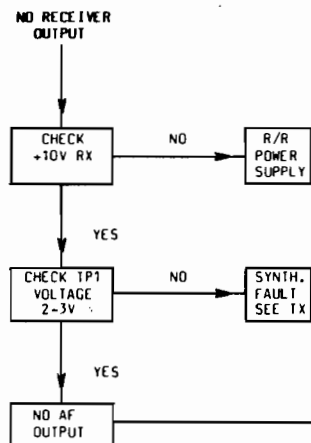 NO RECEIVER
OUTPUT
CHECK
+10V RX
NO
R/R
POWER
SUPPLY
YES
CHECK TP1
VOLTAGE
2-3V
NO
SYNTH.
FAULT
SEE TX
YES
NO AF
OUTPUT